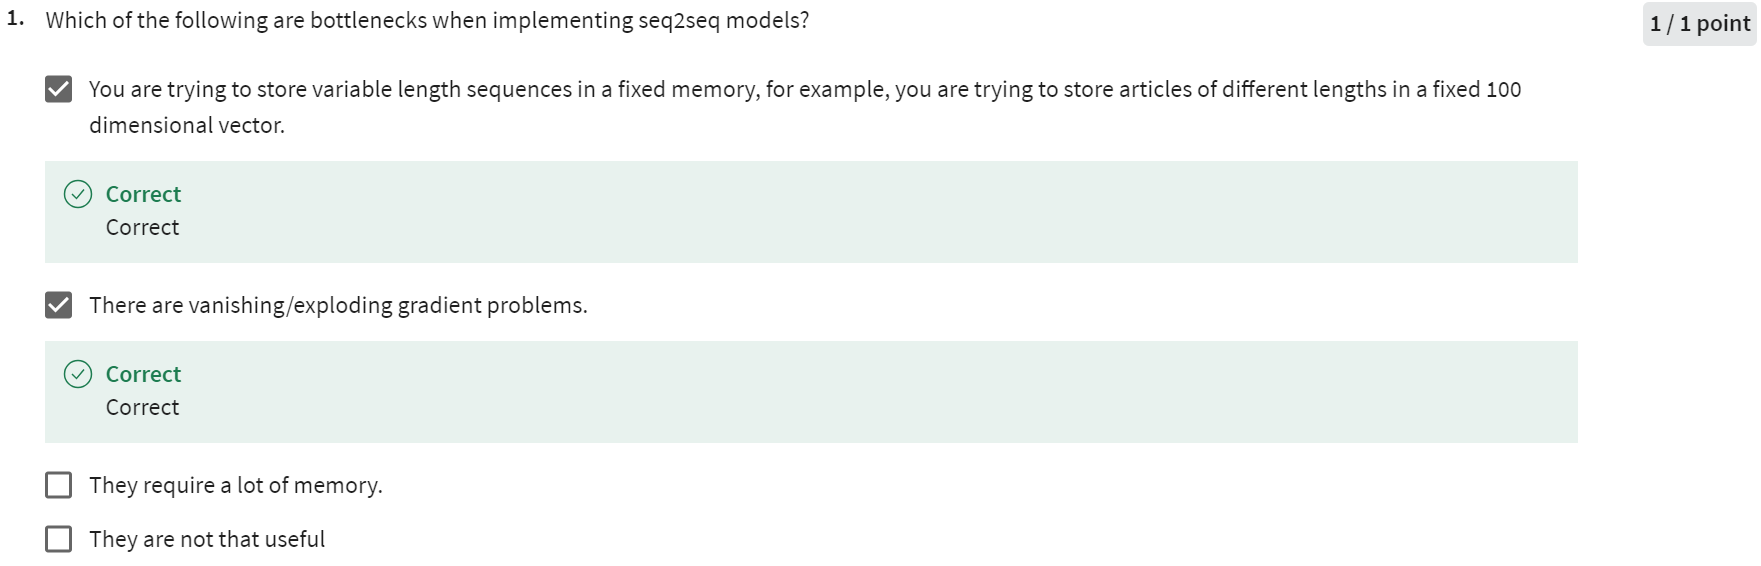 1. Which of the following are bottlenecks when implementing seq2seq models?
1 / 1 point
You are trying to store variable length sequences in a fixed memory, for example, you are trying to store articles of different lengths in a fixed 100
dimensional vector.
Correct
Correct
There are vanishing/exploding gradient problems.
Correct
Correct
They require a lot of memory.
They are not that useful